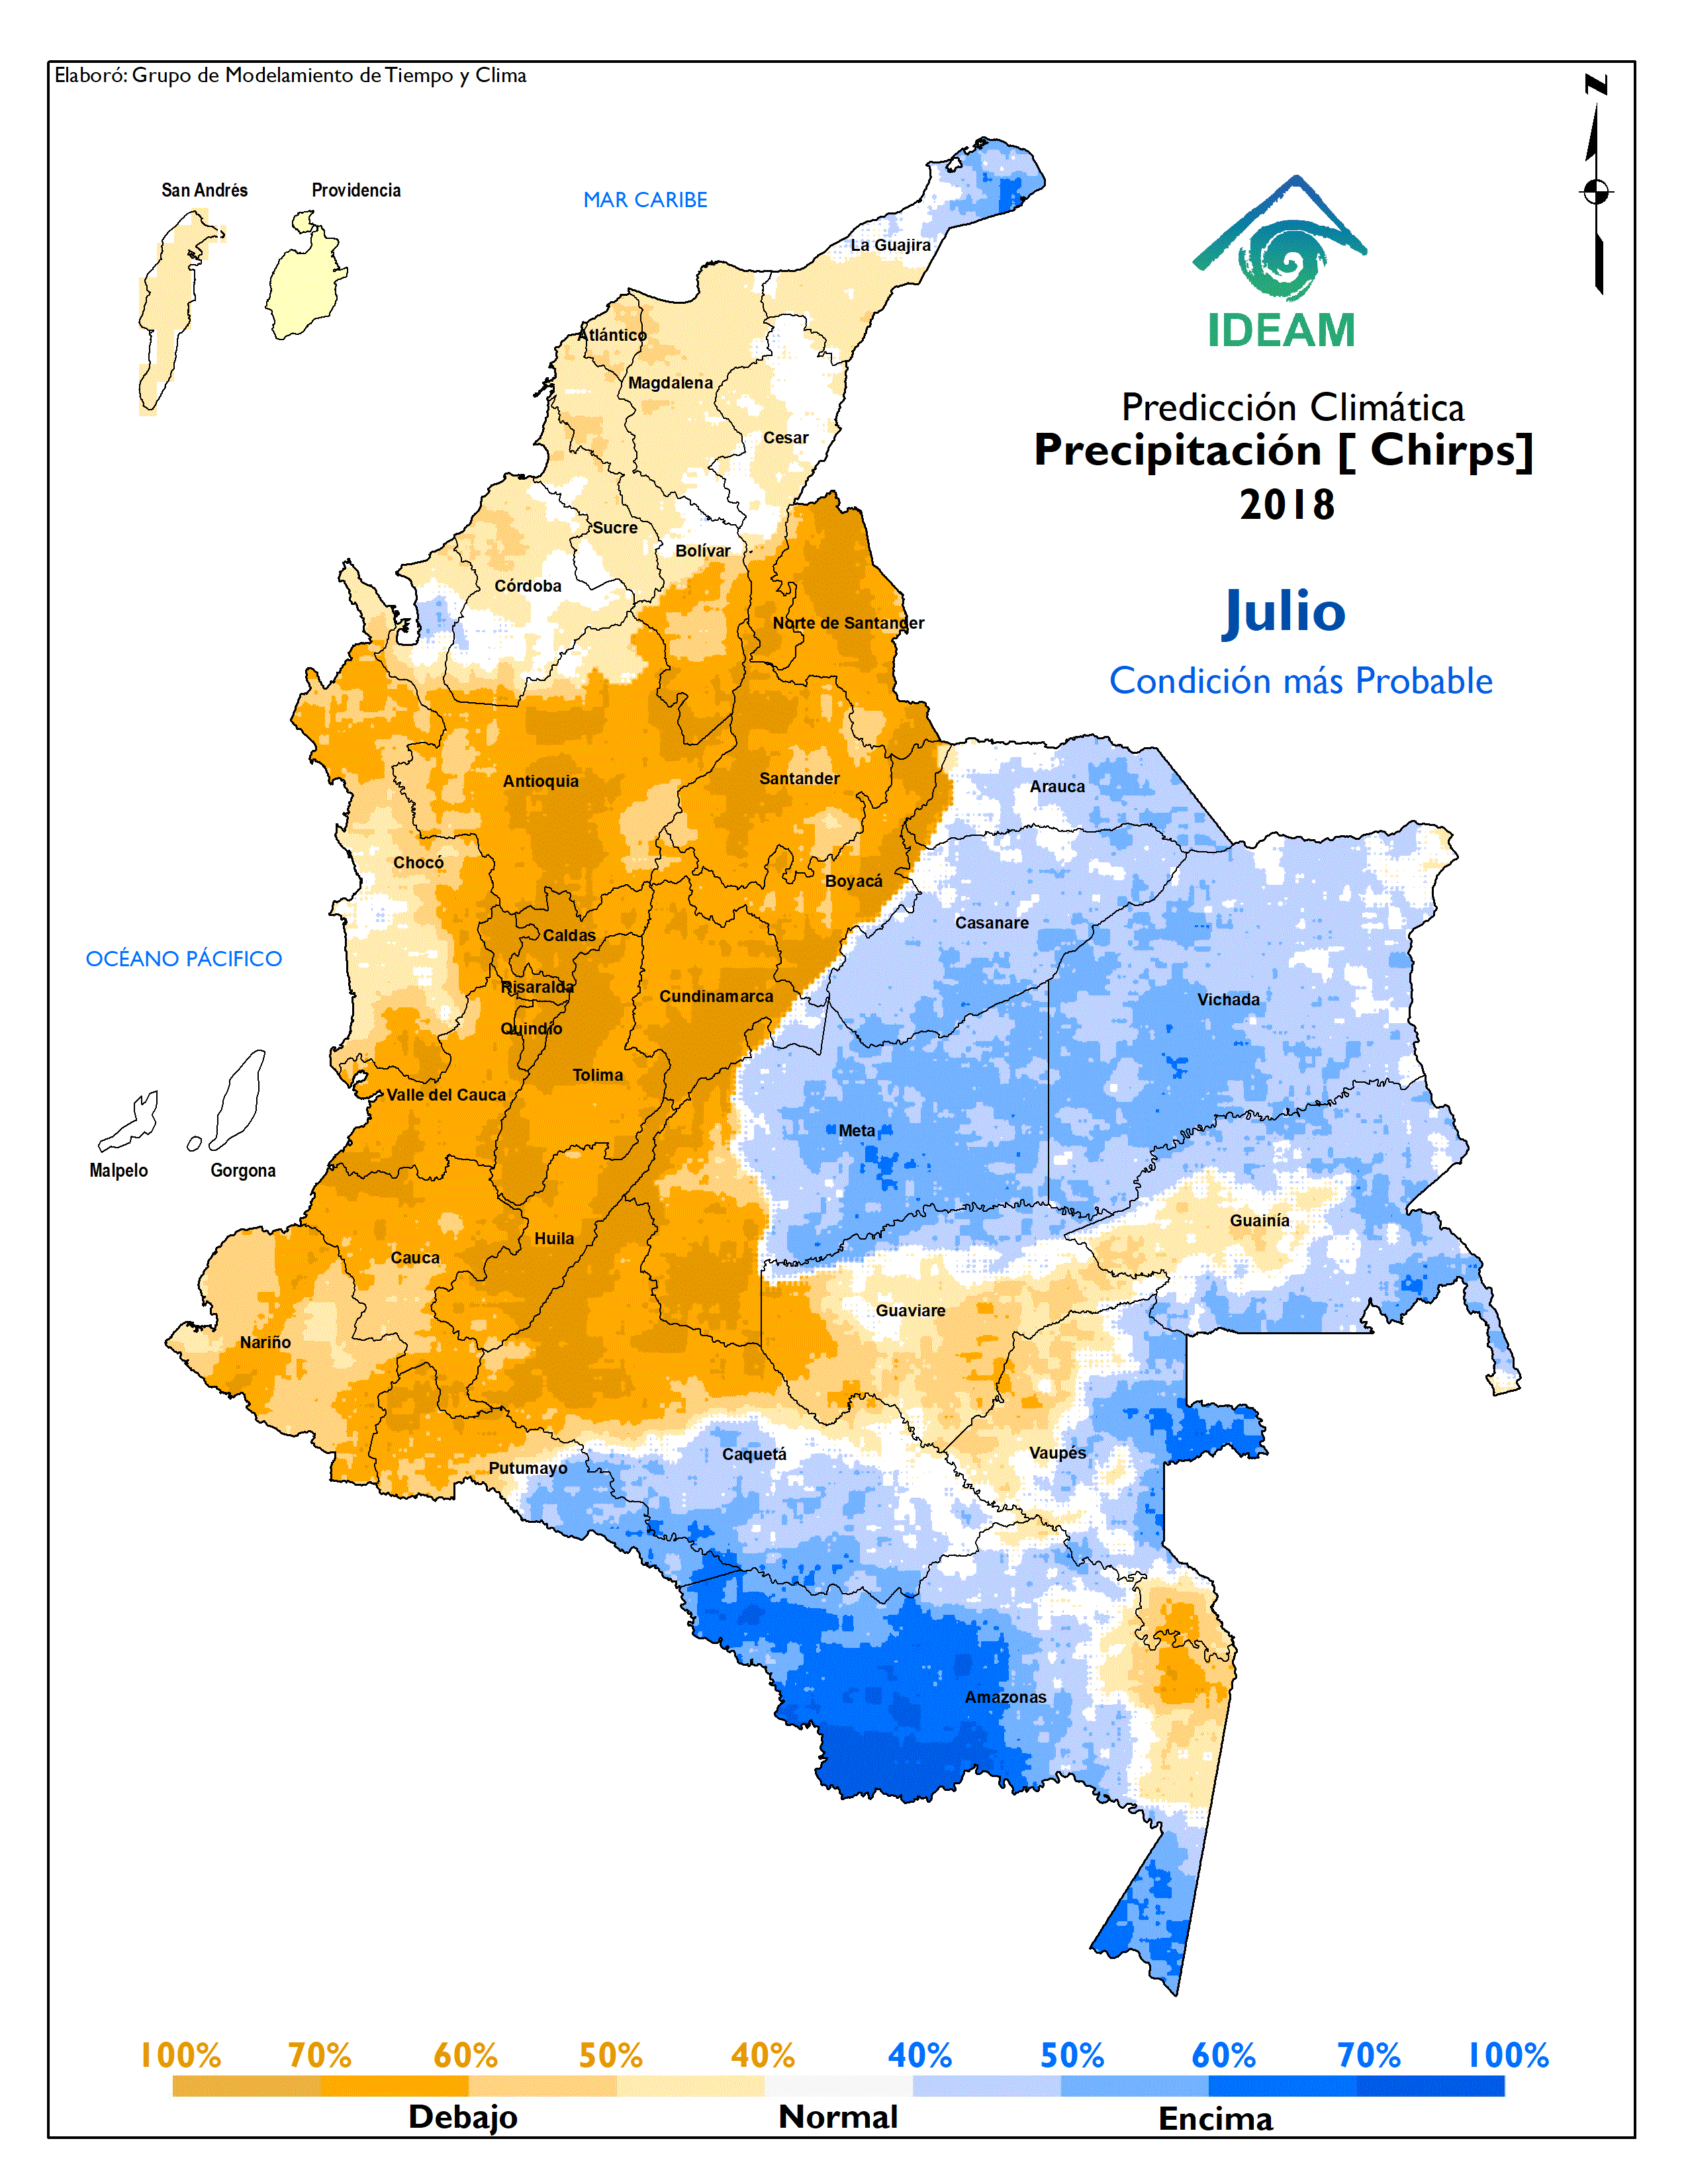 Elaboró: Grupo de Modelamiento de Tiempo y Clima
N
San Andrés
Providencia
MAR CARIBE
La Guajira
IDEAM
Atlántico
Magdalena
Predicción Climática
Cesar
Precipitación [ Chirps]
2018
Sucre
Bolívar
Córdoba
Julio
Norte de Santander
Condición más Probable
Antioquia
Santander
Arauca
Chocó
Boyacá
Casanare
Caldas
OCÉANO PÁCIFICO
Risaralda
Cundinamarca
Vichada
Quindío
Tolima
Valle del Cauca
Meta
Malpelo
Gorgona
Guainía
Huila
Cauca
Guaviare
Nariño
Caquetá
Vaupés
Putumayo
Amazonas
100% 70% 60% 50% 40% 40% 50% 60% 70% 100%
Debajo Normal Encima